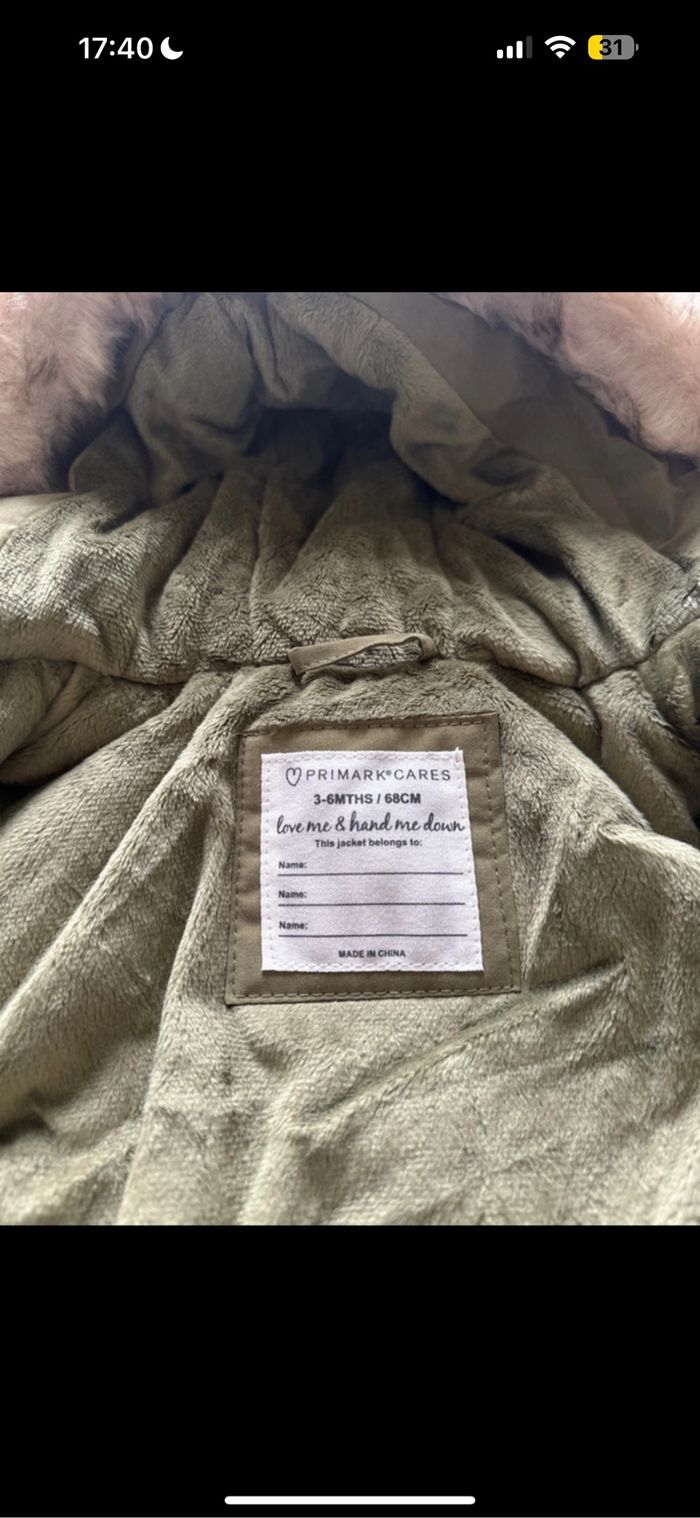 17:40
31
PRIMARK®CARES
3-6MTHS / 68CM
love me & hand me down
This jacket belongs to:
Name:
Name:
Name:
MADE IN CHINA